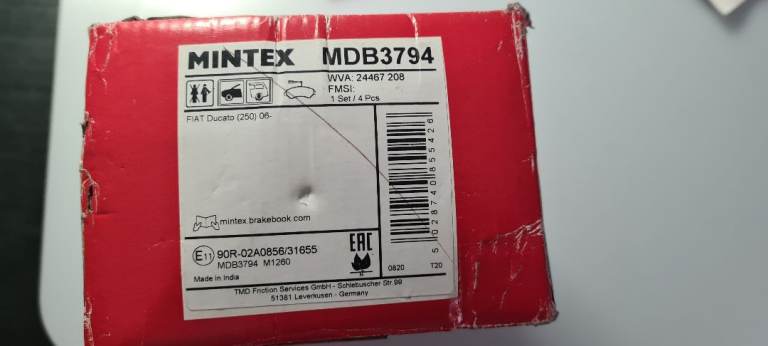 MINTEX MDB3794
WVA: 24467 208
FMSI:
1 Set / 4 Pcs
FIAT Ducato (250) 06-
mintex.brakebook.com
5028740855426
E11 90R-02A0856/31655
MDB3794 M1260
EAC
Made in India
0820 T20
TMD Friction Services GmbH - Schlebuscher Str.99
51381 Leverkusen - Germany